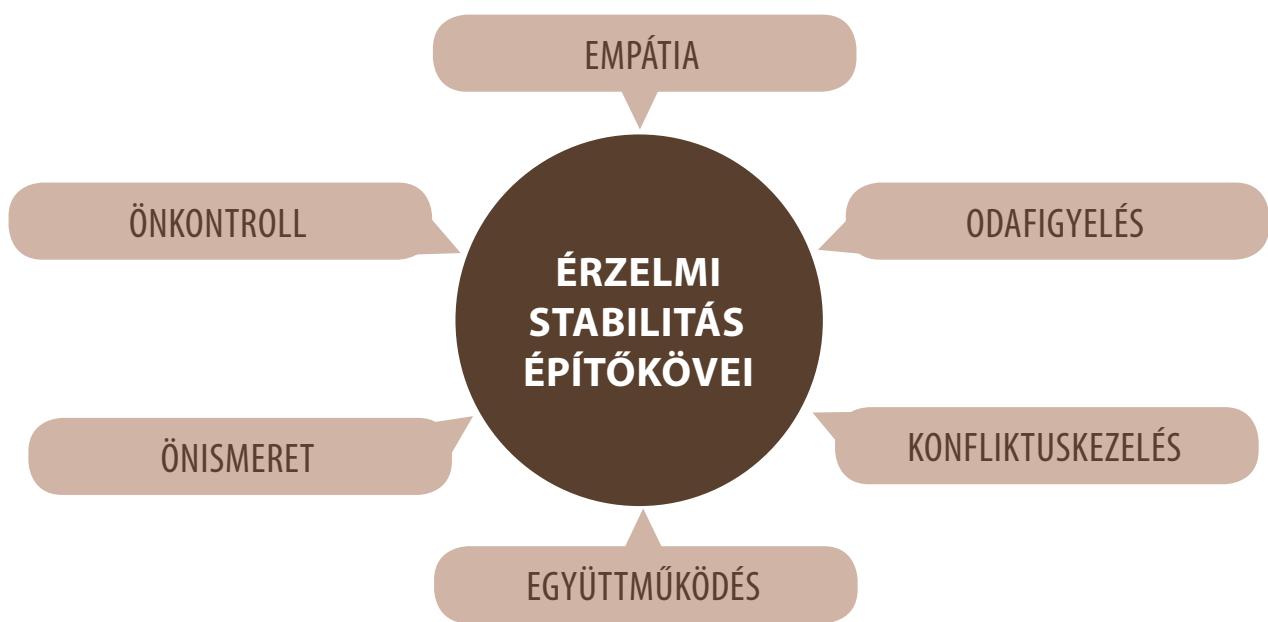 EMPÁTIA
ÖNKONTROLL
ODAFIGYELÉS
ÉRZELMI
STABILITÁS
ÉPÍTŐKÖVEI
ÖNISMERET
KONFLIKTUSKEZELÉS
EGYÜTTMŰKÖDÉS